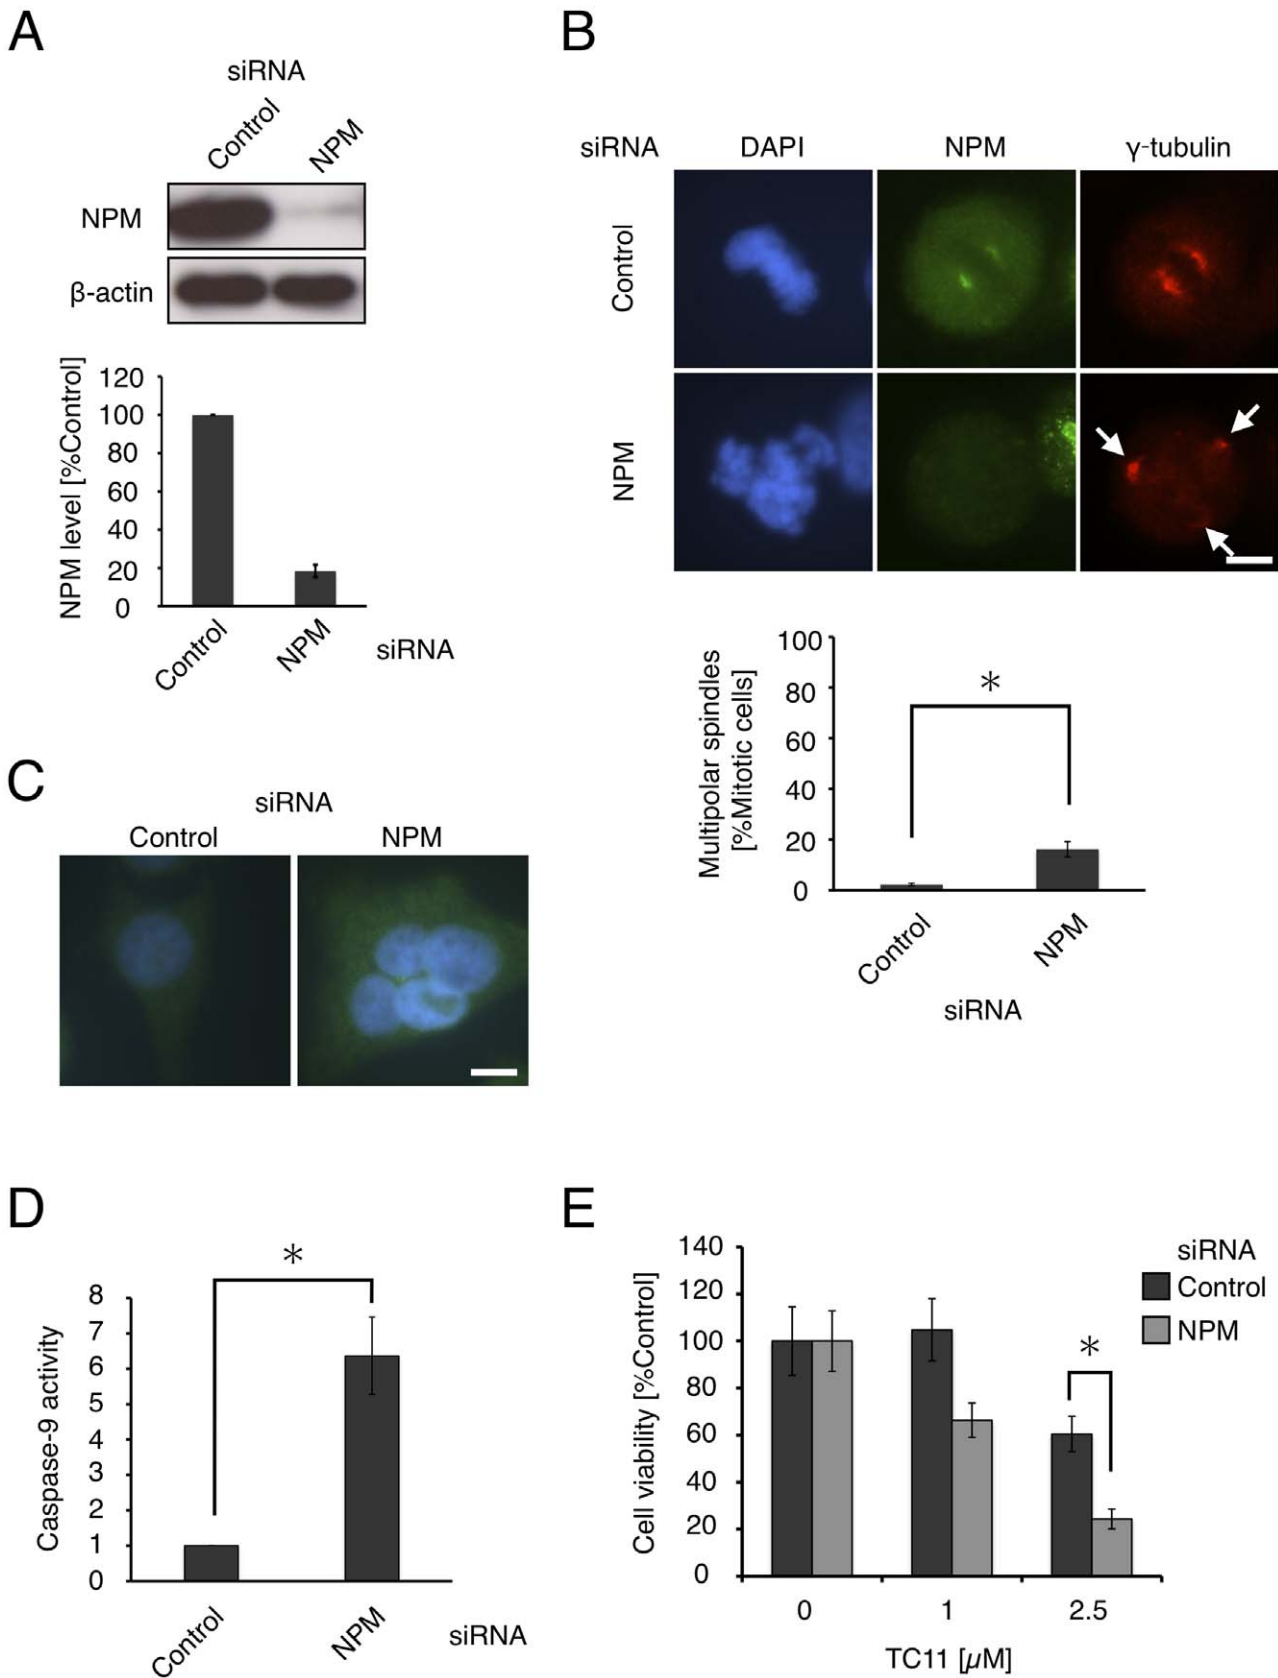 A
siRNA
Control
NPM
NPM
β-actin
NPM level [%Control]
120
100
80
60
40
20
0
Control
NPM
siRNA
B
siRNA
DAPI
NPM
γ-tubulin
Control
NPM
Multipolar spindles
[%Mitotic cells]
100
80
60
40
20
0
*
Control
NPM
siRNA
C
siRNA
Control
NPM
D
*
Caspase-9 activity
8
7
6
5
4
3
2
1
0
Control
NPM
siRNA
E
Cell viability [%Control]
140
120
100
80
60
40
20
0
*
siRNA
Control
NPM
0
1
2.5
TC11 [μM]